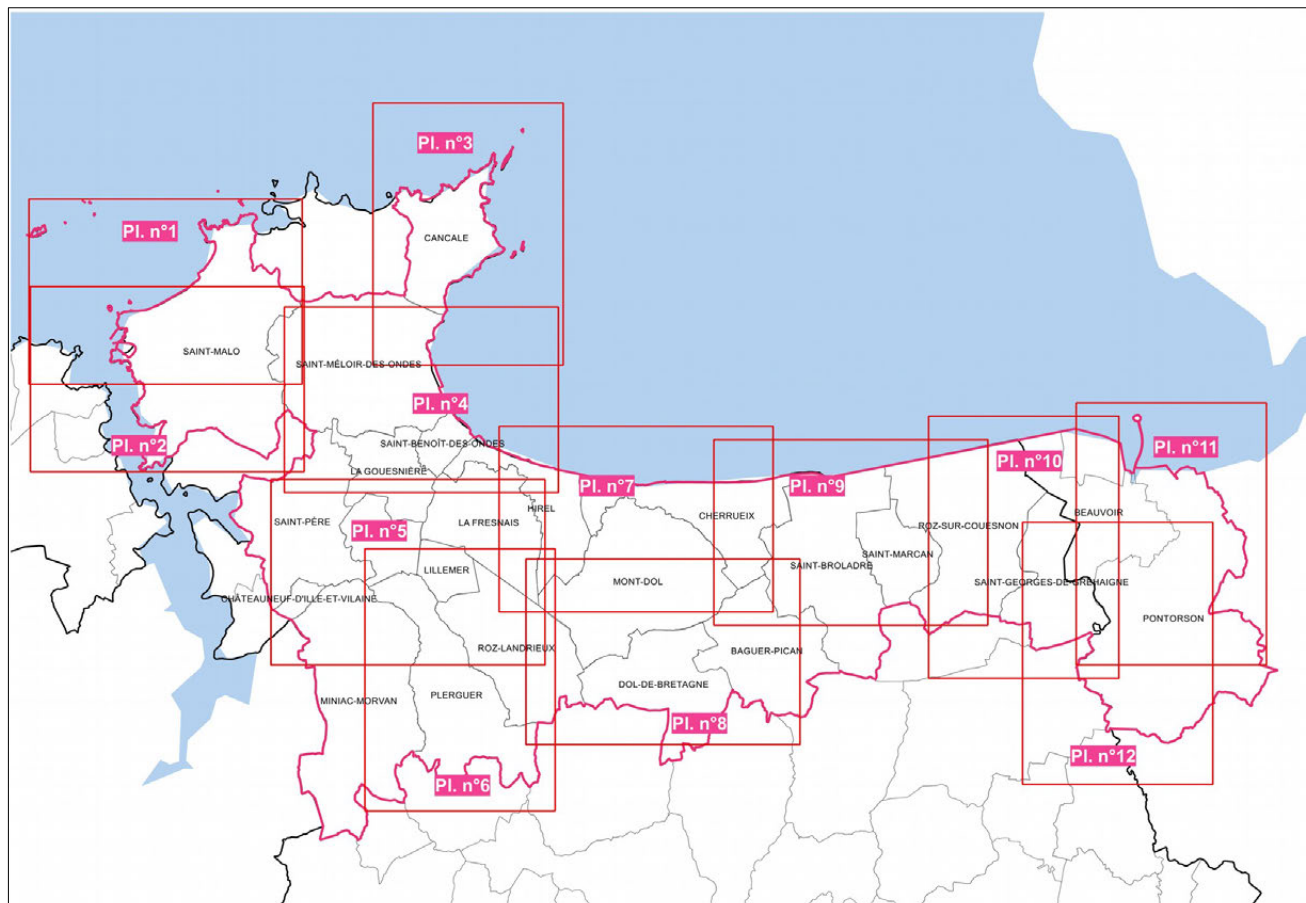 Pl. n°3
Pl. n°1
CANCALE
SAINT-MALO
SAINT-MÉLOIR-DES-ONDES
Pl. n°4
Pl. n°2
SAINT-BENOÎT-DES-ONDES
Pl. n°11
Pl. n°10
LA GOUESNIÈRE
Pl. n°7
Pl. n°9
HIREL
BEAUVOIR
CHERRUEIX
SAINT-PÈRE
LA FRESNAIS
ROZ-SUR-COUESNON
Pl. n°5
SAINT-MARCAN
SAINT-BROLADRE
LILLEMER
MONT-DOL
SAINT-GEORGES-DE-GREHAIGNE
CHÂTEAUNEUF-D'ILLE-ET-VILAINE
PONTORSON
ROZ-LANDRIEUX
BAGUER-PICAN
DOL-DE-BRETAGNE
PLERGUER
MINIAC-MORVAN
Pl. n°8
Pl. n°12
Pl. n°6